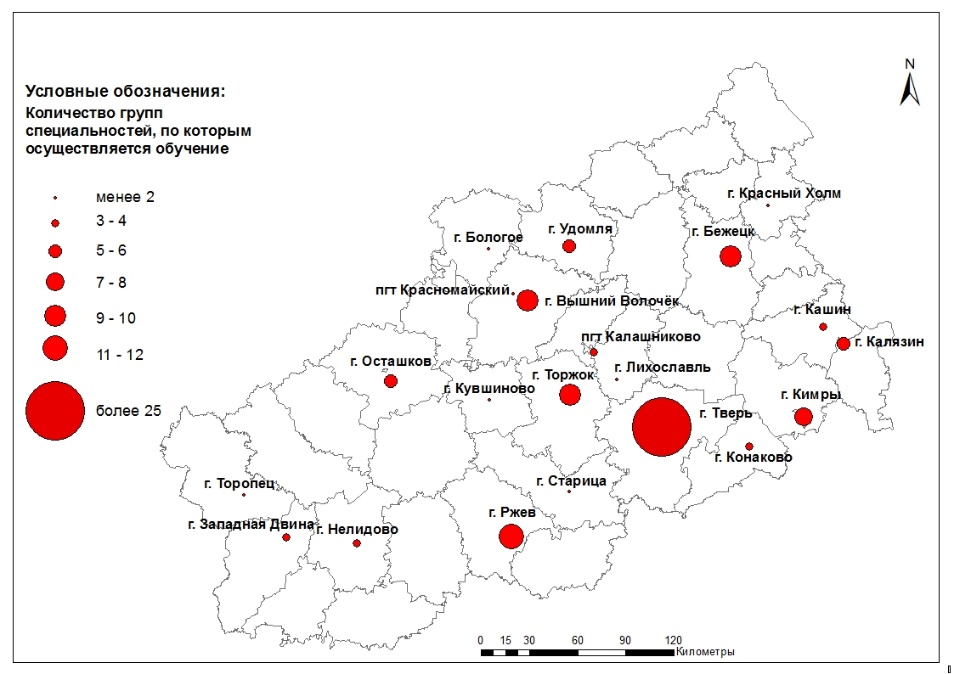 N
Условные обозначения:
Количество групп
специальностей, по которым
осуществляется обучение
менее 2
3 - 4
5 - 6
7 - 8
9 - 10
11 - 12
более 25
г. Красный Холм
г. Бежецк
г. Удомля
г. Бологое
пгт Красномайский
г. Вышний Волочёк
г. Кашин
пгт Калашниково
г. Калязин
г. Осташков
г. Лихославль
г. Торжок
г. Кувшиново
г. Кимры
г. Тверь
г. Конаково
г. Старица
г. Торопец
г. Ржев
г. Западная Двина
г. Нелидово
0 15 30 60 90 120
Километры